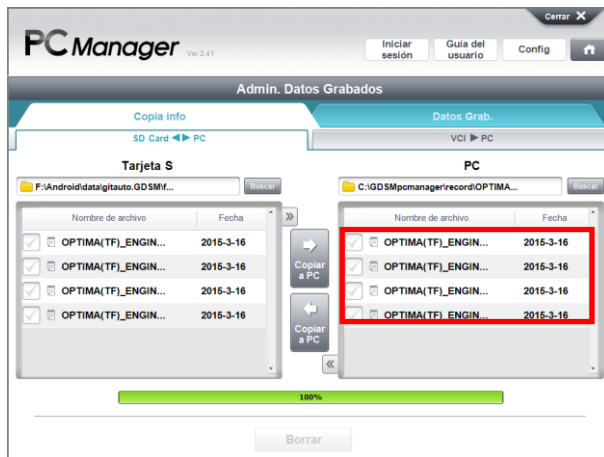 Cerrar X
PC Manager Ver 2.41
Iniciar sesión
Guía del usuario
Config
Admin. Datos Grabados
Copia info
Datos Grab.
SD Card ◀▶ PC
VCI ▶ PC
Tarjeta S
PC
F:\Android\data\gitauto.GDSM\f...
Buscar
C:\GDSMpcmanager\record\OPTIMA...
Buscar
Nombre de archivo
Fecha
OPTIMA(TF)_ENGIN...
2015-3-16
OPTIMA(TF)_ENGIN...
2015-3-16
OPTIMA(TF)_ENGIN...
2015-3-16
OPTIMA(TF)_ENGIN...
2015-3-16
Copiar a PC
Copiar a PC
Nombre de archivo
Fecha
OPTIMA(TF)_ENGIN...
2015-3-16
OPTIMA(TF)_ENGIN...
2015-3-16
OPTIMA(TF)_ENGIN...
2015-3-16
OPTIMA(TF)_ENGIN...
2015-3-16
100%
Borrar